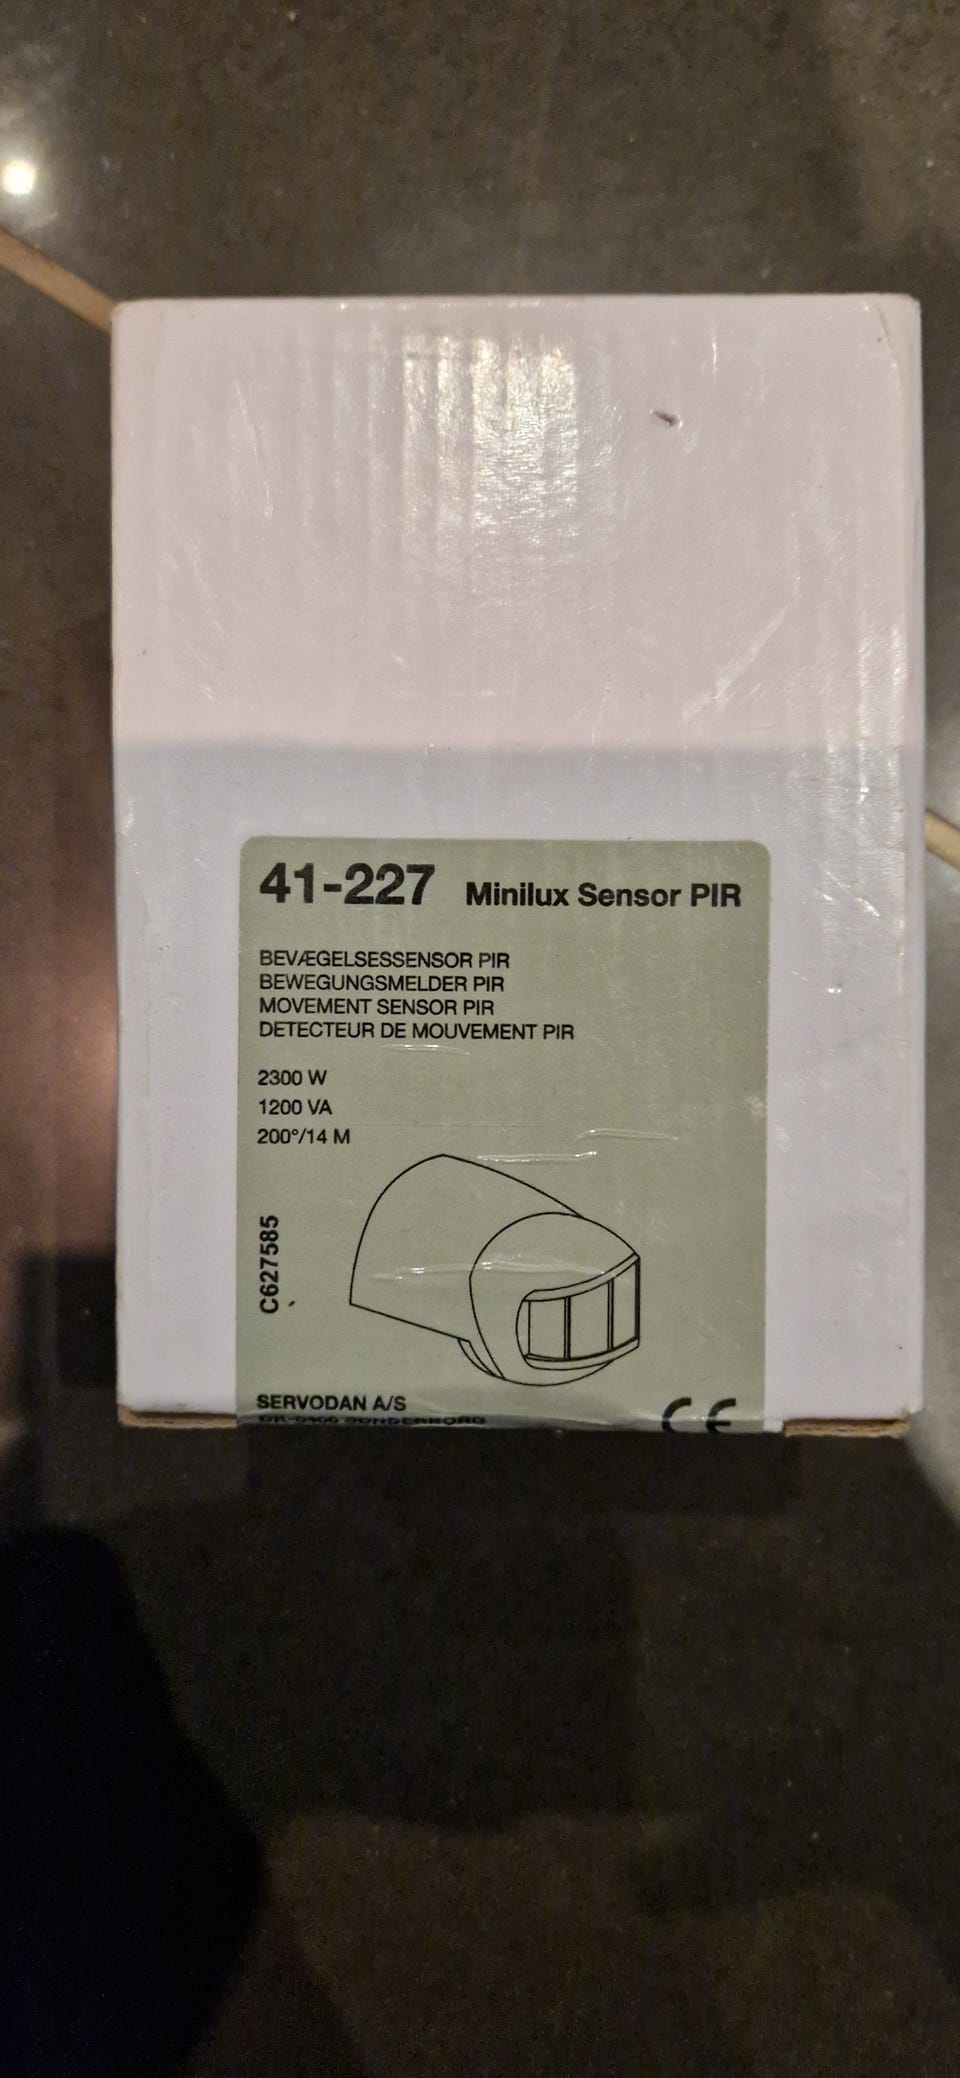 41-227 Minilux Sensor PIR
BEVÆGELSESSENSOR PIR
BEWEGUNGSMELDER PIR
MOVEMENT SENSOR PIR
DETECTEUR DE MOUVEMENT PIR
2300 W
1200 VA
200°/14 M
C627585
SERVODAN A/S
CE